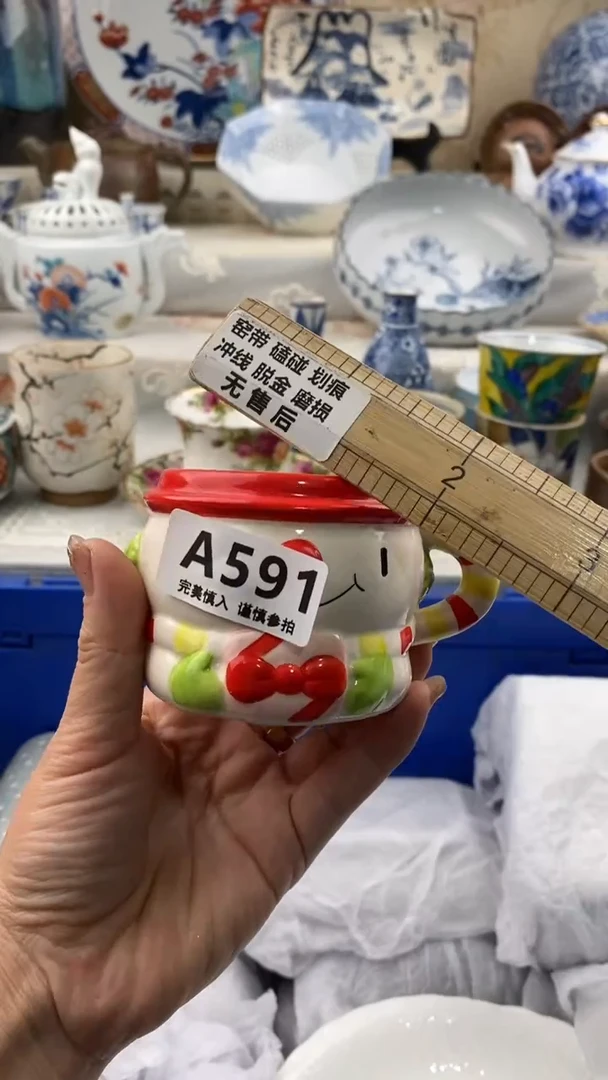 窑带 磕碰 划痕
冲线 脱金 磨损
无售后
2
3
A591
完美慎入 谨慎参拍